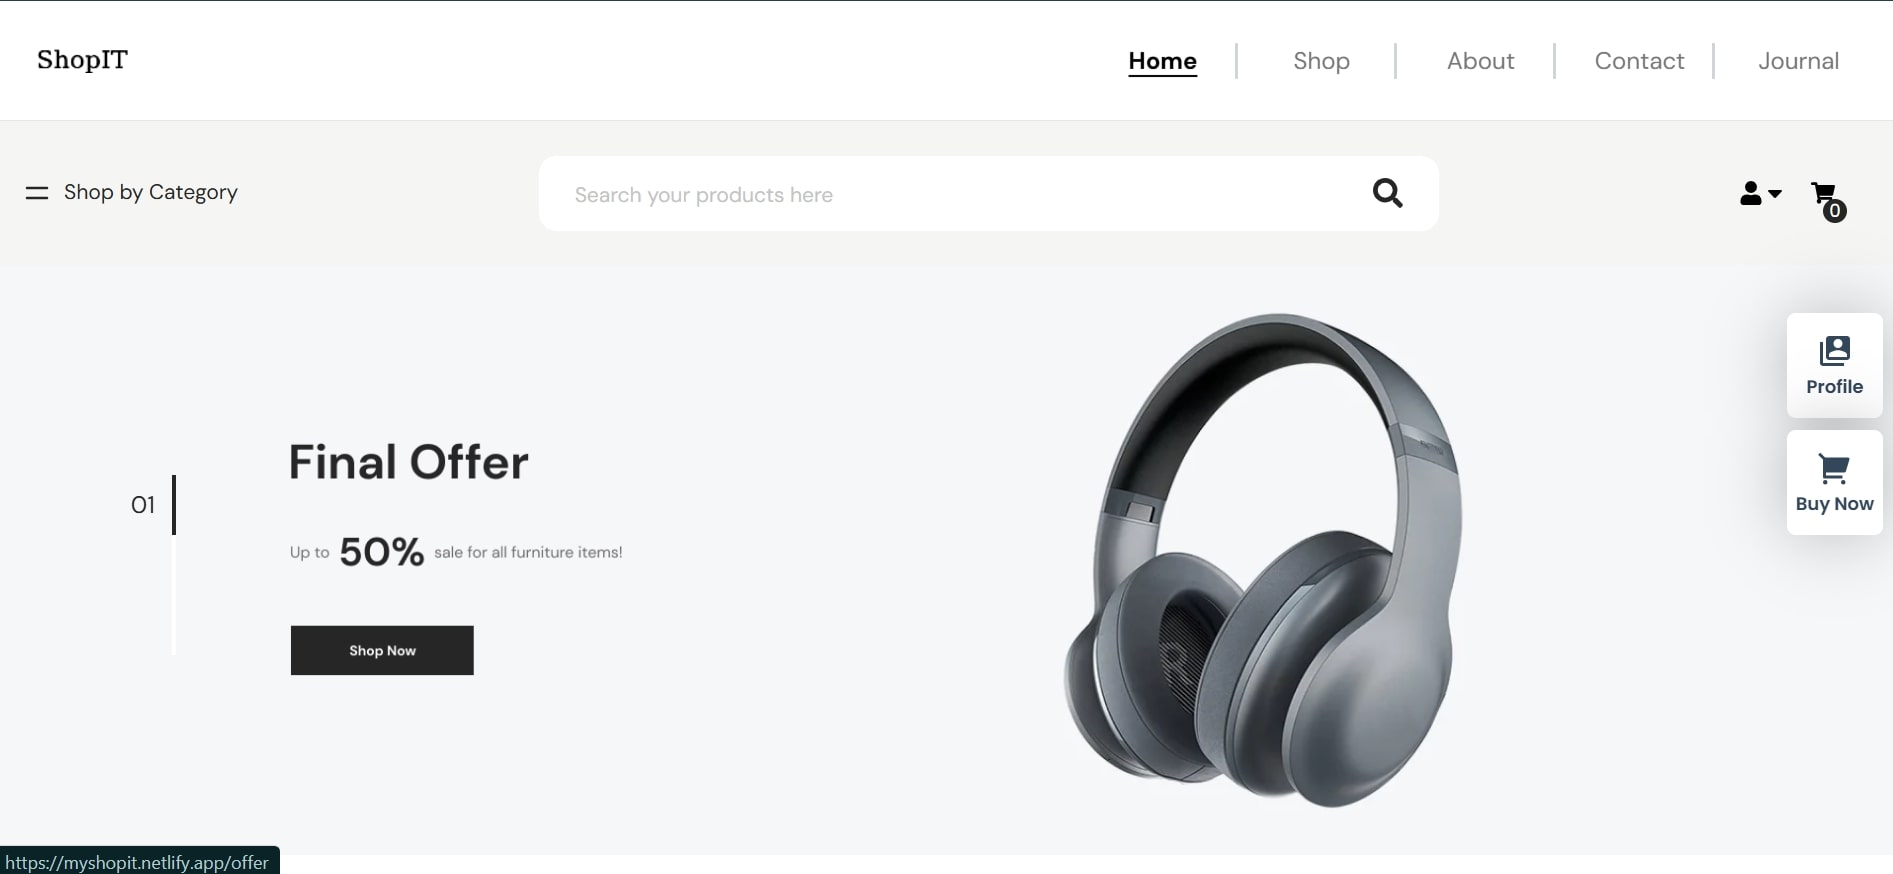 ShopIT
Home
Shop
About
Contact
Journal
Shop by Category
Search your products here
0
Profile
Buy Now
Final Offer
01
Up to 50% sale for all furniture items!
Shop Now
https://myshopit.netlify.app/offer